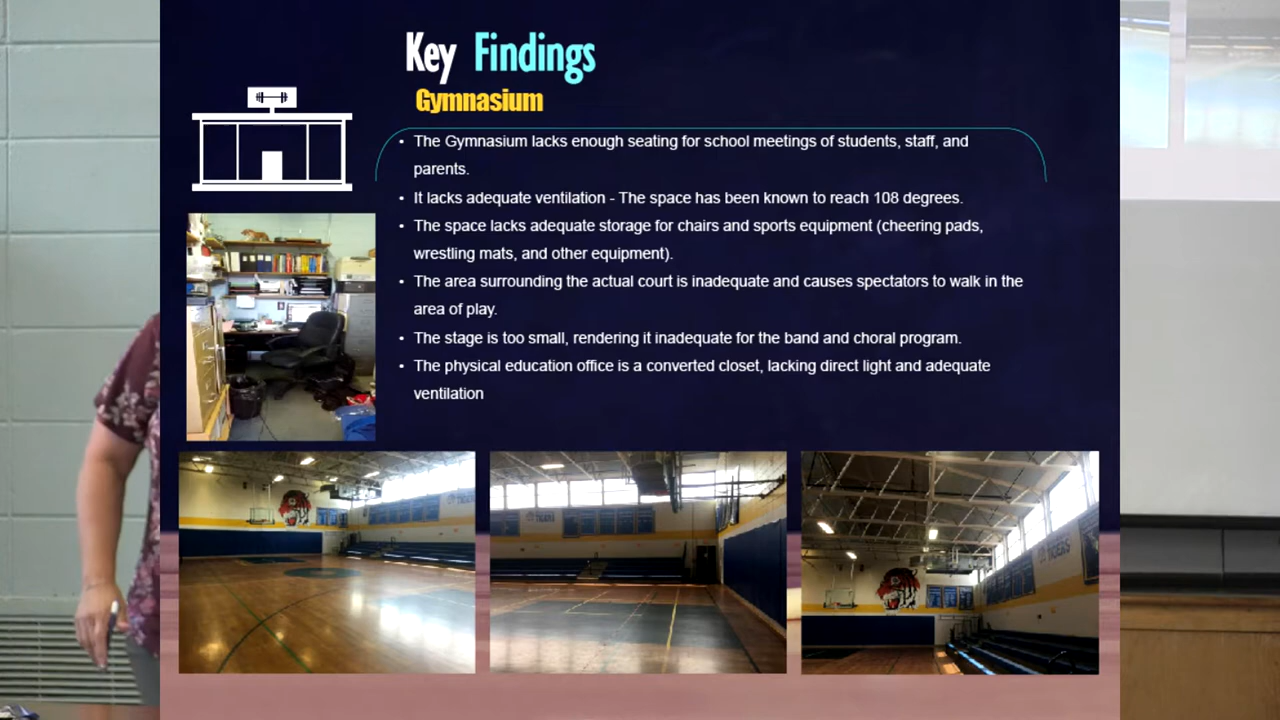 Key Findings
Gymnasium
• The Gymnasium lacks enough seating for school meetings of students, staff, and
parents.
• It lacks adequate ventilation - The space has been known to reach 108 degrees.
• The space lacks adequate storage for chairs and sports equipment (cheering pads,
wrestling mats, and other equipment).
• The area surrounding the actual court is inadequate and causes spectators to walk in the
area of play.
• The stage is too small, rendering it inadequate for the band and choral program.
• The physical education office is a converted closet, lacking direct light and adequate
ventilation
TIGERS
TIGERS